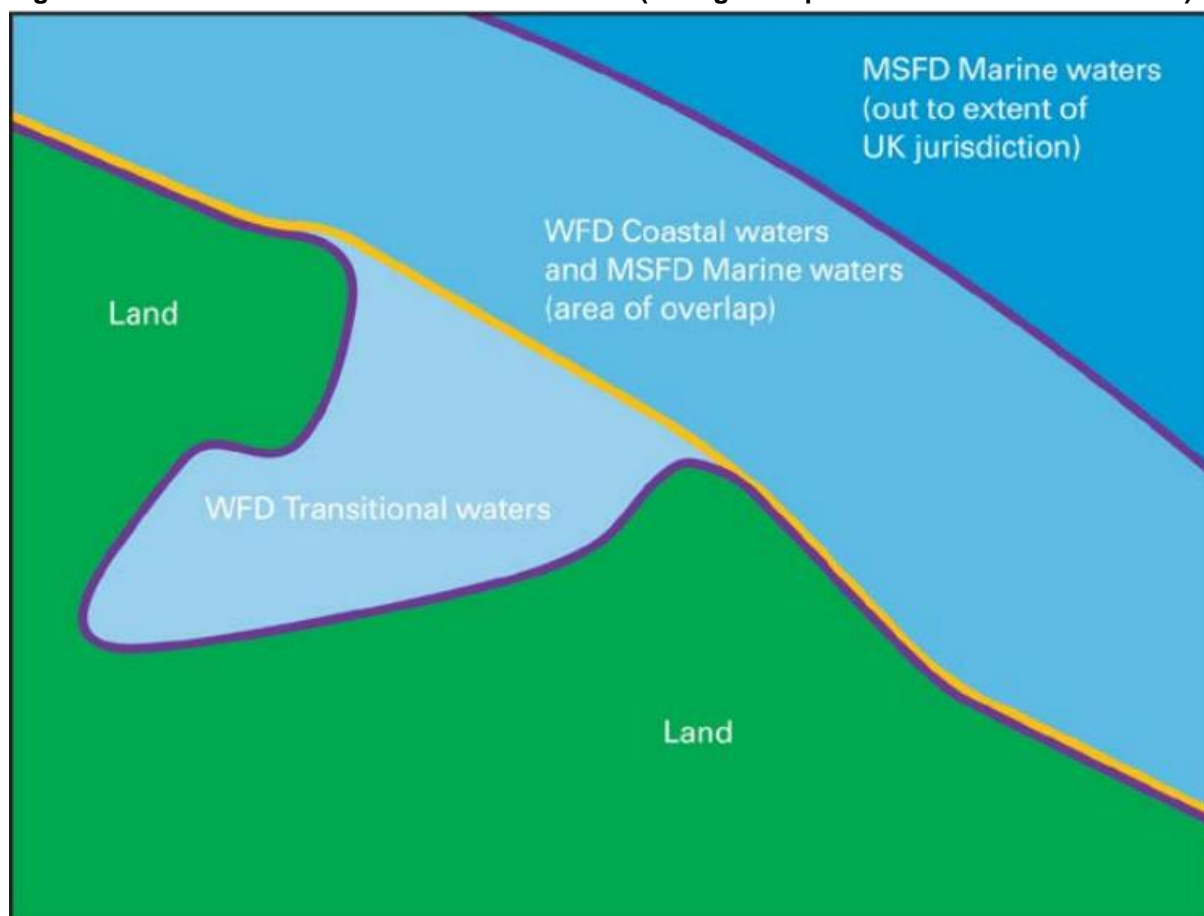 MSFD Marine waters
(out to extent of
UK jurisdiction)
WFD Coastal waters
and MSFD Marine waters
(area of overlap)
Land
WFD Transitional waters
Land